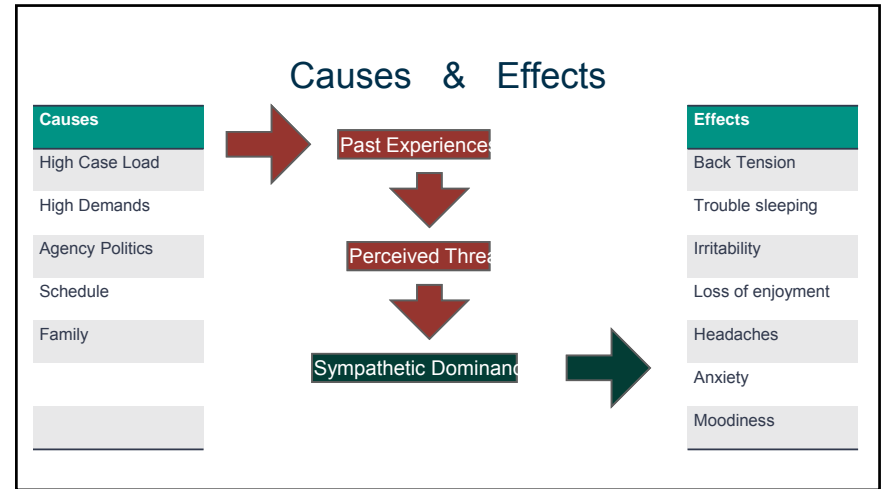 Causes & Effects
Causes
High Case Load
High Demands
Agency Politics
Schedule
Family
Past Experiences
Perceived Threa
Sympathetic Dominanc
Effects
Back Tension
Trouble sleeping
Irritability
Loss of enjoyment
Headaches
Anxiety
Moodiness